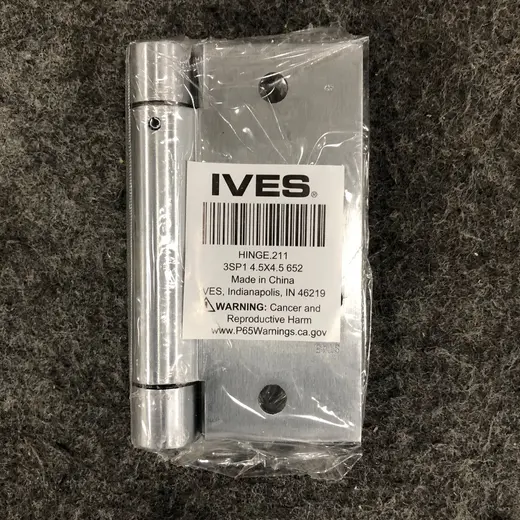 IVES®
HINGE.211
3SP1 4.5X4.5 652
Made in China
VES, Indianapolis, IN 46219
⚠WARNING: Cancer and
Reproductive Harm
www.P65Warnings.ca.gov